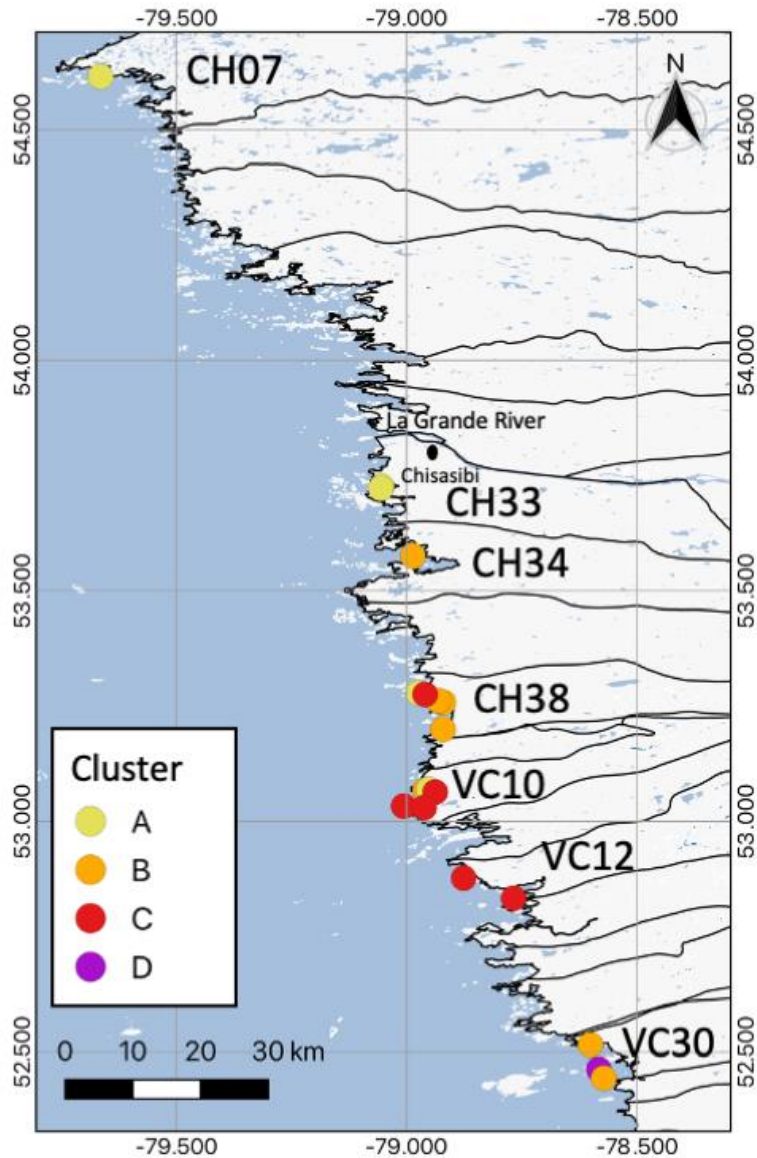 -79.500 -79.000 -78.500
N
CH07
54.500 54.500
54.000 54.000
La Grande River
Chisasibi
CH33
CH34
53.500 53.500
CH38
Cluster
A
B
C
D
VC10
53.000 53.000
VC12
VC30
52.500 52.500
0 10 20 30 km
-79.500 -79.000 -78.500